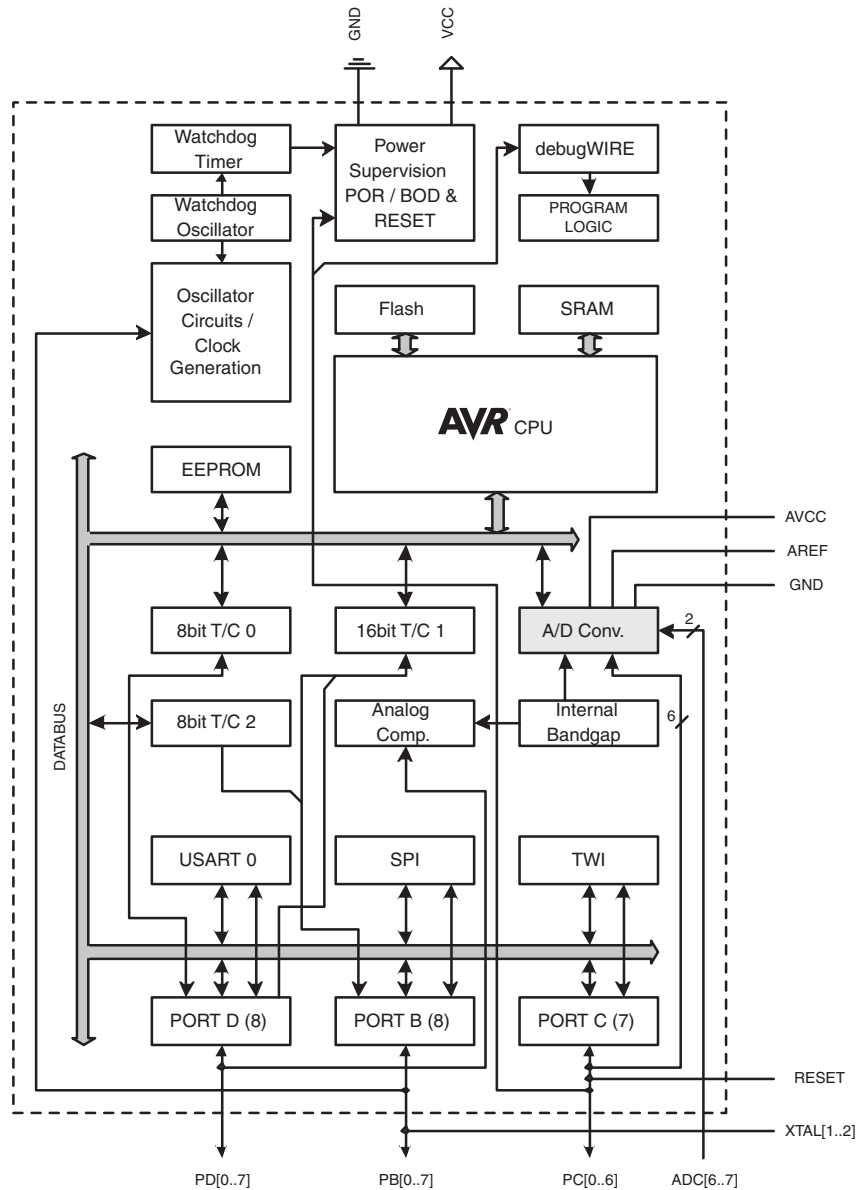 GND
VCC
Watchdog
Timer
Power
Supervision
POR / BOD &
RESET
debugWIRE
Watchdog
Oscillator
PROGRAM
LOGIC
Oscillator
Circuits /
Clock
Generation
Flash
SRAM
AVR CPU
EEPROM
AVCC
AREF
GND
8bit T/C 0
16bit T/C 1
A/D Conv.
2
DATABUS
8bit T/C 2
Analog
Comp.
Internal
Bandgap
6
USART 0
SPI
TWI
PORT D (8)
PORT B (8)
PORT C (7)
RESET
XTAL[1..2]
PD[0..7]
PB[0..7]
PC[0..6]
ADC[6..7]